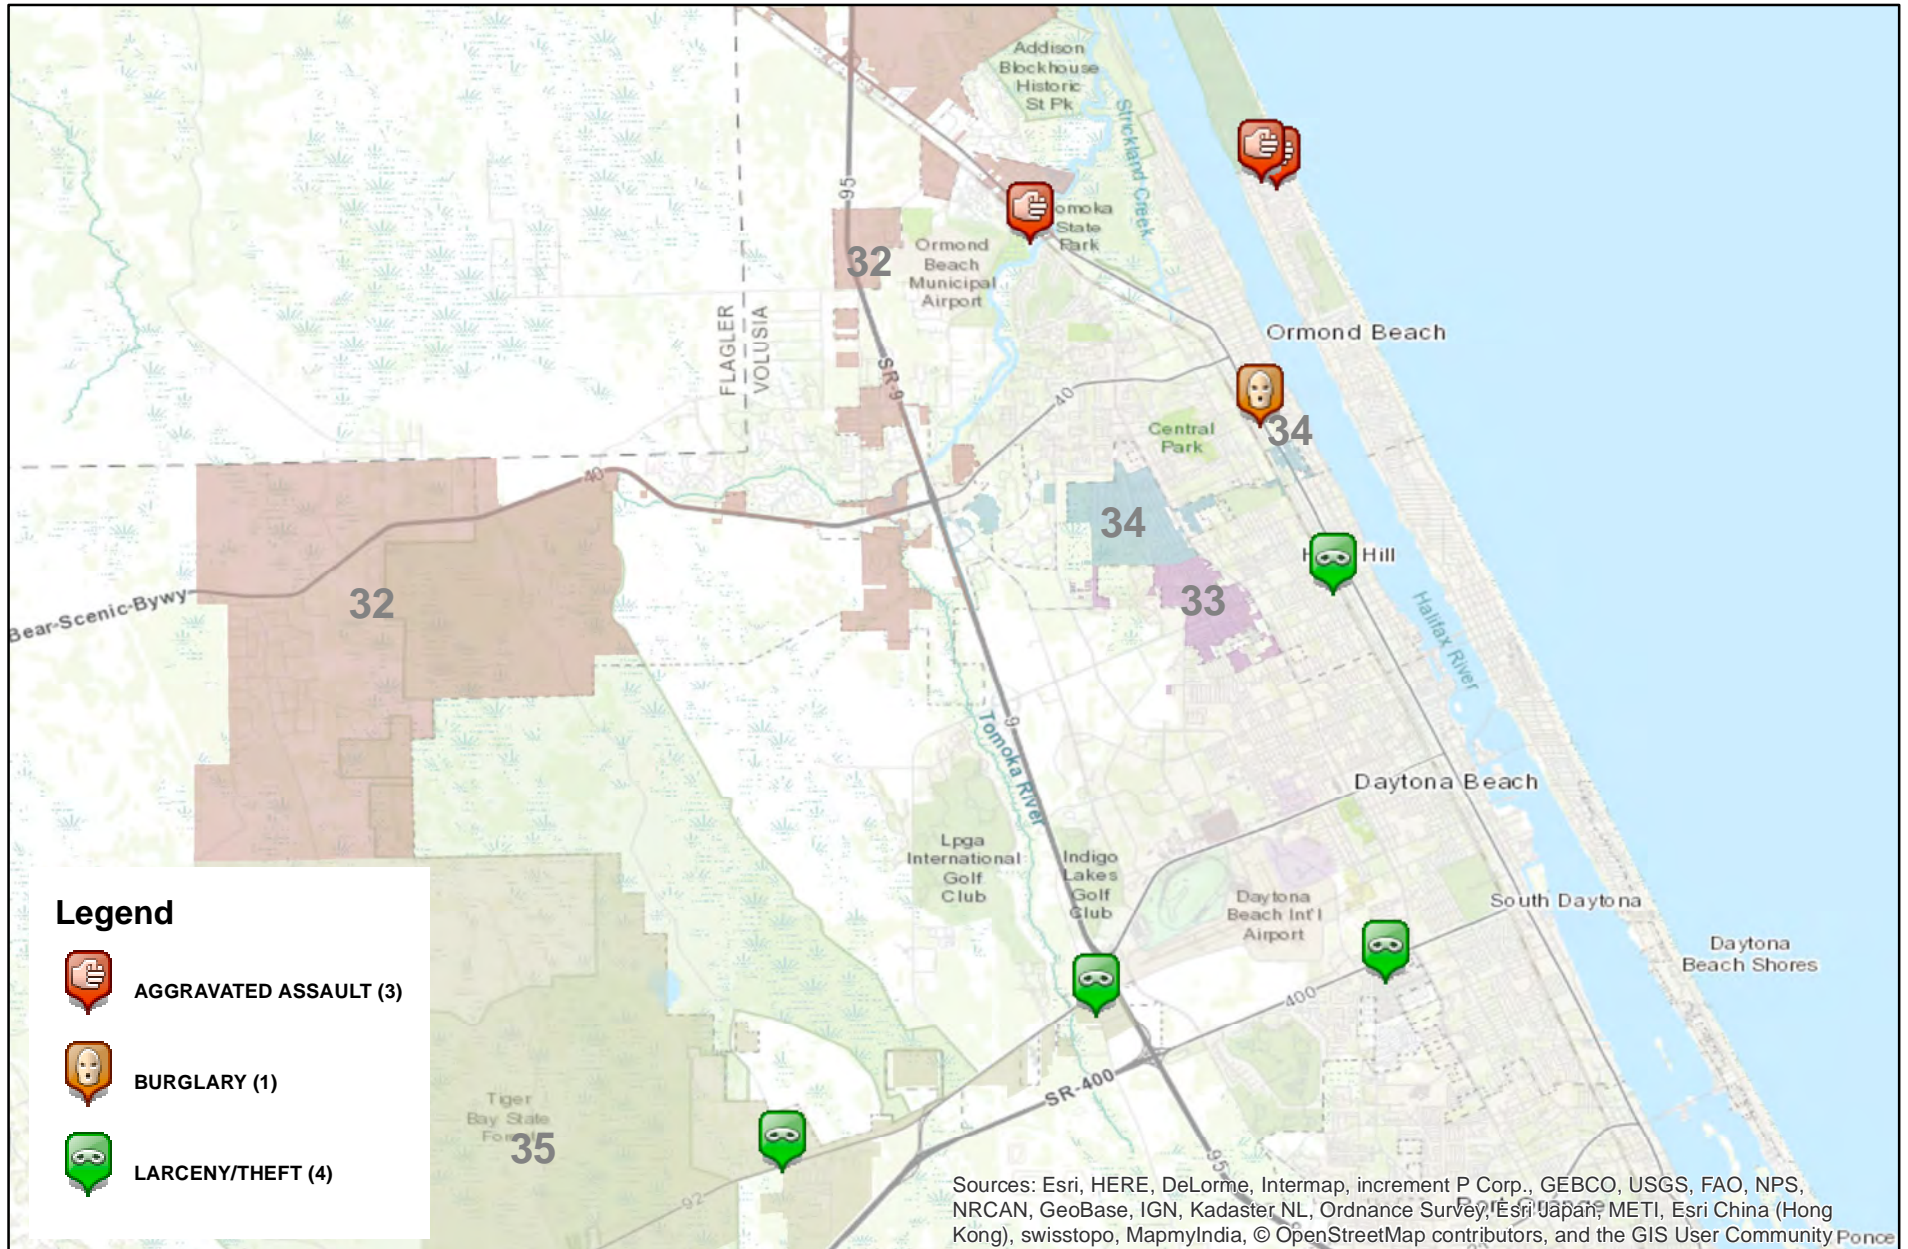 Addison
Blockhouse
Historic
St Pk
Strickland Creek
95
omoka
State
Park
32
Ormond
Beach
Municipal
Airport
FLAGLER
VOLUSIA
SR-9
Ormond Beach
40
34
Central
Park
40
34
Hill
32
33
Bear-Scenic-Bywy
Halifax River
9
Tomoka River
Daytona Beach
Lpga
International
Golf
Club
Indigo
Lakes
Golf
Club
Daytona
Beach Int'l
Airport
South Daytona
Daytona
Beach Shores
400
SR-400
Tiger
Bay State
35
92
95
Port Orange
Ponce
Legend
AGGRAVATED ASSAULT (3)
BURGLARY (1)
LARCENY/THEFT (4)
Sources: Esri, HERE, DeLorme, Intermap, increment P Corp., GEBCO, USGS, FAO, NPS,
NRCAN, GeoBase, IGN, Kadaster NL, Ordnance Survey, Esri Japan, METI, Esri China (Hong
Kong), swisstopo, MapmyIndia, © OpenStreetMap contributors, and the GIS User Community